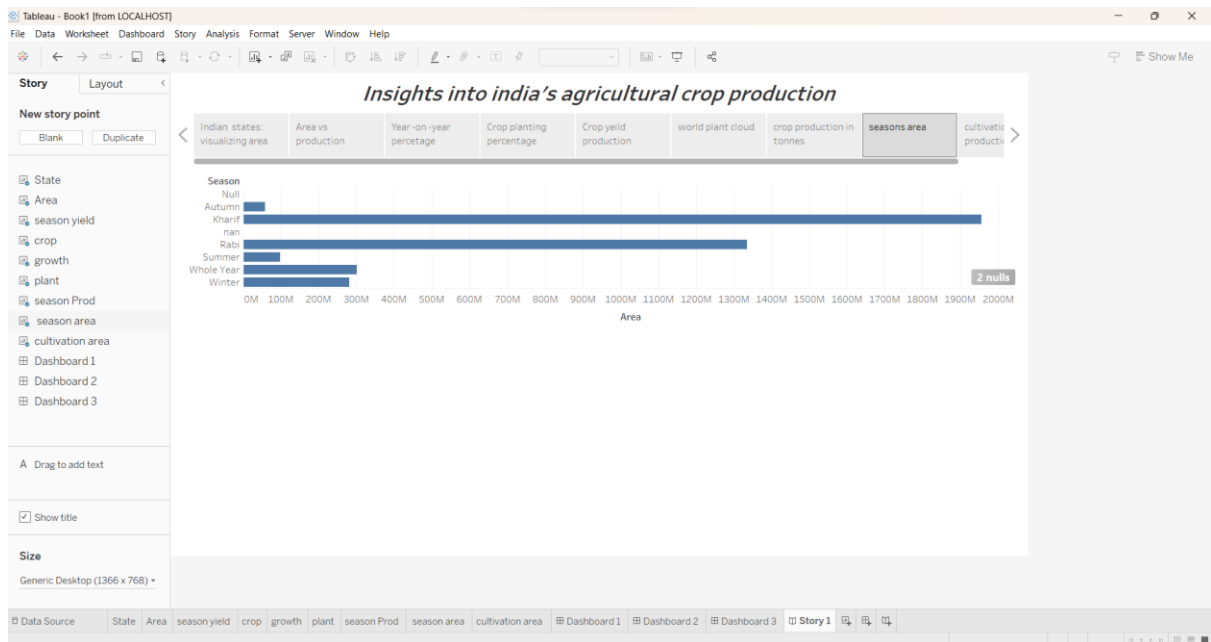 Tableau - Book1 [from LOCALHOST]
File Data Worksheet Dashboard Story Analysis Format Server Window Help
Show Me
Story Layout
New story point
Blank Duplicate
State
Area
season yield
crop
growth
plant
season Prod
season area
cultivation area
Dashboard 1
Dashboard 2
Dashboard 3
A Drag to add text
Show title
Size
Generic Desktop (1366 x 768)
Insights into india's agricultural crop production
Indian states:
visualizing area
Area vs
production
Year -on -year
percetage
Crop planting
percentage
Crop yeild
production
world plant cloud
crop production in
tonnes
seasons area
cultivatic
producti
Season
Null
Autumn
Kharif
nan
Rabi
Summer
Whole Year
Winter
2 nulls
0M 100M 200M 300M 400M 500M 600M 700M 800M 900M 1000M 1100M 1200M 1300M 1400M 1500M 1600M 1700M 1800M 1900M 2000M
Area
Data Source State Area season yield crop growth plant season Prod season area cultivation area Dashboard 1 Dashboard 2 Dashboard 3 Story 1